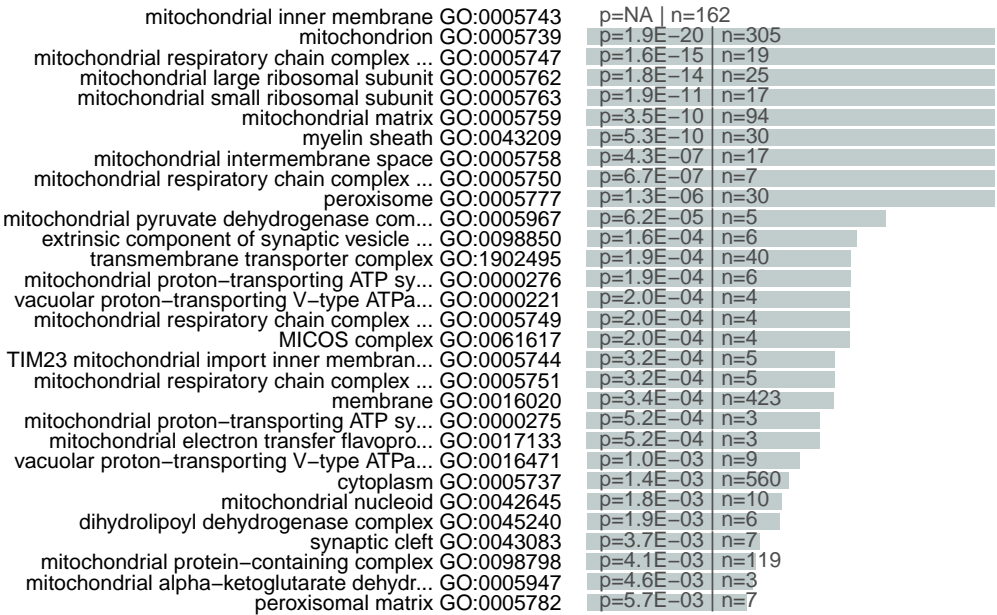 mitochondrial inner membrane GO:0005743 p=NA | n=162
mitochondrion GO:0005739 p=1.9E−20 | n=305
mitochondrial respiratory chain complex ... GO:0005747 p=1.6E−15 | n=19
mitochondrial large ribosomal subunit GO:0005762 p=1.8E−14 | n=25
mitochondrial small ribosomal subunit GO:0005763 p=1.9E−11 | n=17
mitochondrial matrix GO:0005759 p=3.5E−10 | n=94
myelin sheath GO:0043209 p=5.3E−10 | n=30
mitochondrial intermembrane space GO:0005758 p=4.3E−07 | n=17
mitochondrial respiratory chain complex ... GO:0005750 p=6.7E−07 | n=7
peroxisome GO:0005777 p=1.3E−06 | n=30
mitochondrial pyruvate dehydrogenase com... GO:0005967 p=6.2E−05 | n=5
extrinsic component of synaptic vesicle ... GO:0098850 p=1.6E−04 | n=6
transmembrane transporter complex GO:1902495 p=1.9E−04 | n=40
mitochondrial proton−transporting ATP sy... GO:0000276 p=1.9E−04 | n=6
vacuolar proton−transporting V−type ATPa... GO:0000221 p=2.0E−04 | n=4
mitochondrial respiratory chain complex ... GO:0005749 p=2.0E−04 | n=4
MICOS complex GO:0061617 p=2.0E−04 | n=4
TIM23 mitochondrial import inner membran... GO:0005744 p=3.2E−04 | n=5
mitochondrial respiratory chain complex ... GO:0005751 p=3.2E−04 | n=5
membrane GO:0016020 p=3.4E−04 | n=423
mitochondrial proton−transporting ATP sy... GO:0000275 p=5.2E−04 | n=3
mitochondrial electron transfer flavopro... GO:0017133 p=5.2E−04 | n=3
vacuolar proton−transporting V−type ATPa... GO:0016471 p=1.0E−03 | n=9
cytoplasm GO:0005737 p=1.4E−03 | n=560
mitochondrial nucleoid GO:0042645 p=1.8E−03 | n=10
dihydrolipoyl dehydrogenase complex GO:0045240 p=1.9E−03 | n=6
synaptic cleft GO:0043083 p=3.7E−03 | n=7
mitochondrial protein−containing complex GO:0098798 p=4.1E−03 | n=119
mitochondrial alpha−ketoglutarate dehydr... GO:0005947 p=4.6E−03 | n=3
peroxisomal matrix GO:0005782 p=5.7E−03 | n=7